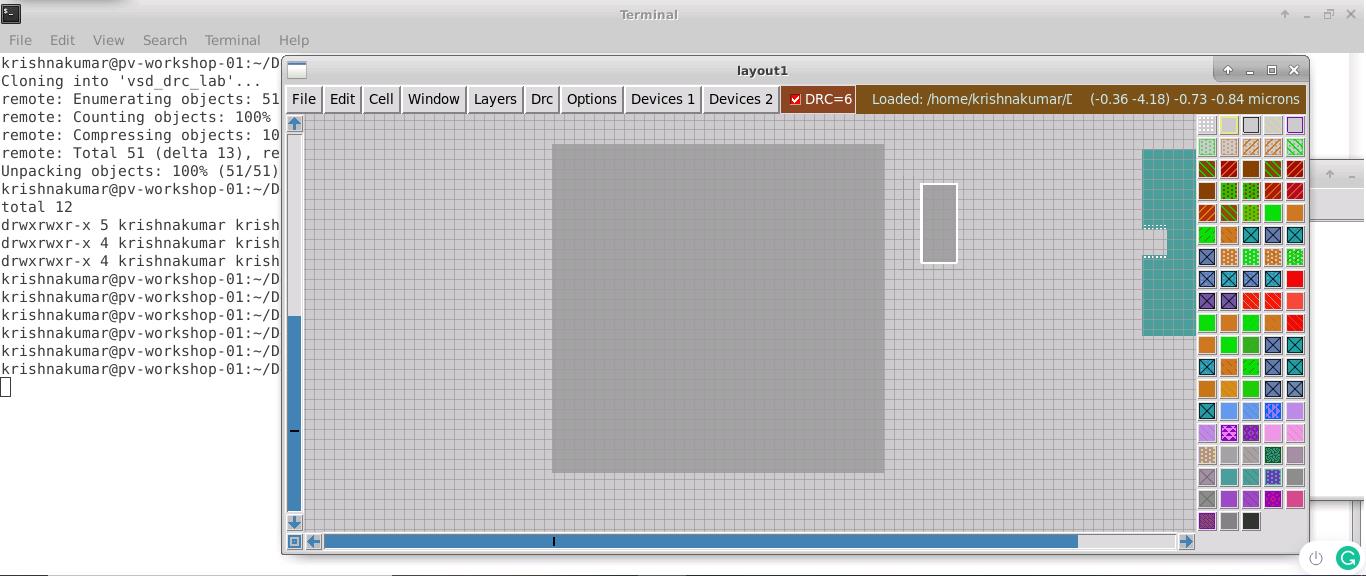 Terminal
File Edit View Search Terminal Help
krishnakumar@pv-workshop-01:~/D
Cloning into 'vsd_drc_lab'...
remote: Enumerating objects: 51
remote: Counting objects: 100%
remote: Compressing objects: 10
remote: Total 51 (delta 13), re
Unpacking objects: 100% (51/51)
krishnakumar@pv-workshop-01:~/D
total 12
drwxrwxr-x 5 krishnakumar krish
drwxrwxr-x 4 krishnakumar krish
drwxrwxr-x 4 krishnakumar krish
krishnakumar@pv-workshop-01:~/D
krishnakumar@pv-workshop-01:~/D
krishnakumar@pv-workshop-01:~/D
krishnakumar@pv-workshop-01:~/D
krishnakumar@pv-workshop-01:~/D
krishnakumar@pv-workshop-01:~/D
layout1
File Edit Cell Window Layers Drc Options Devices 1 Devices 2 DRC=6 Loaded: /home/krishnakumar/D (-0.36 -4.18) -0.73 -0.84 microns